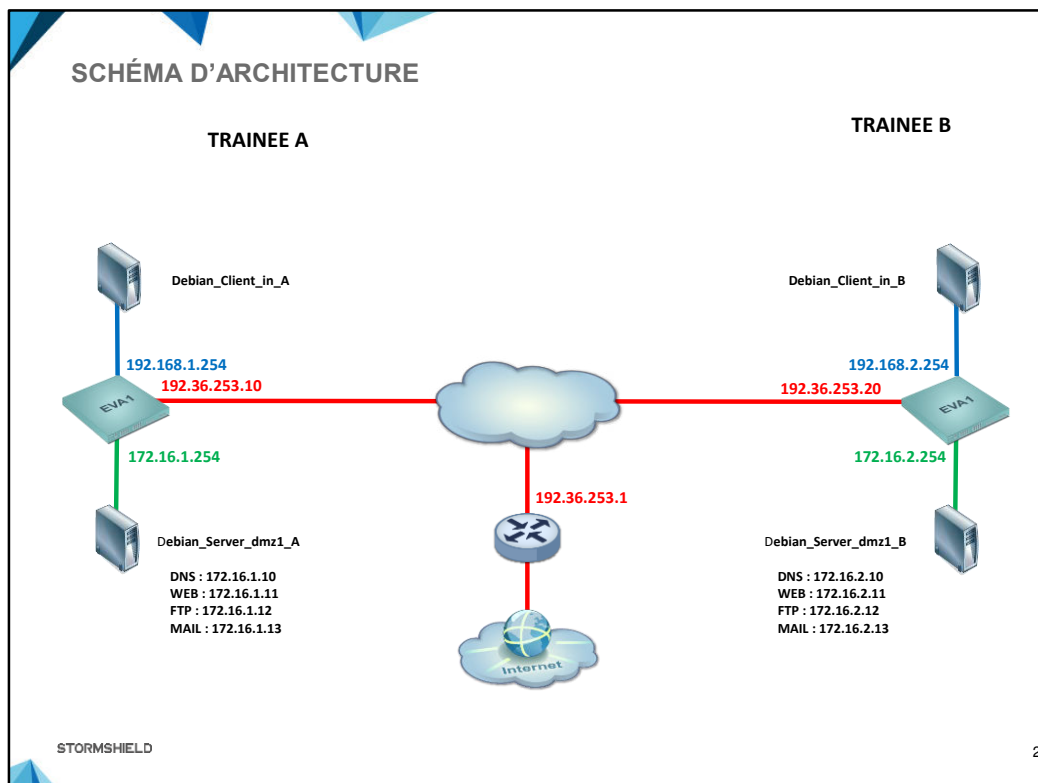 SCHÉMA D'ARCHITECTURE
TRAINEE A
TRAINEE B
Debian_Client_in_A
Debian_Client_in_B
192.168.1.254
192.168.2.254
192.36.253.10
192.36.253.20
EVA1
EVA1
172.16.1.254
172.16.2.254
192.36.253.1
Debian_Server_dmz1_A
Debian_Server_dmz1_B
DNS : 172.16.1.10
WEB : 172.16.1.11
FTP : 172.16.1.12
MAIL : 172.16.1.13
DNS : 172.16.2.10
WEB : 172.16.2.11
FTP : 172.16.2.12
MAIL : 172.16.2.13
Internet
STORMSHIELD
2